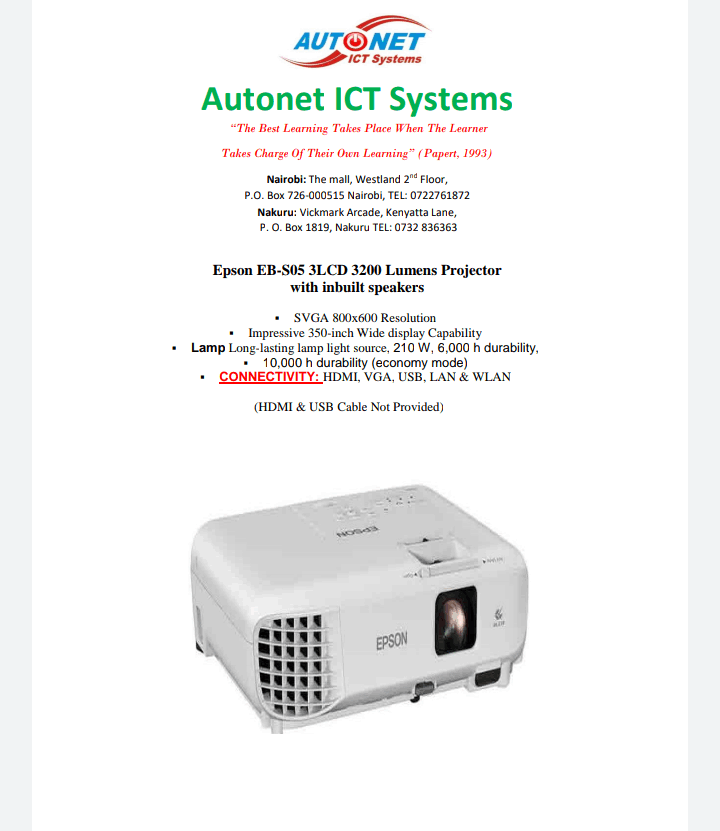 AUTONET
ICT Systems
Autonet ICT Systems
“The Best Learning Takes Place When The Learner
Takes Charge Of Their Own Learning” (Papert, 1993)
Nairobi: The mall, Westland 2nd Floor,
P.O. Box 726-000515 Nairobi, TEL: 0722761872
Nakuru: Vickmark Arcade, Kenyatta Lane,
P. O. Box 1819, Nakuru TEL: 0732 836363
Epson EB-S05 3LCD 3200 Lumens Projector
with inbuilt speakers
▪ SVGA 800x600 Resolution
▪ Impressive 350-inch Wide display Capability
▪ Lamp Long-lasting lamp light source, 210 W, 6,000 h durability,
▪ 10,000 h durability (economy mode)
▪ CONNECTIVITY: HDMI, VGA, USB, LAN & WLAN
(HDMI & USB Cable Not Provided)
EPSON
EPSON
3LCD